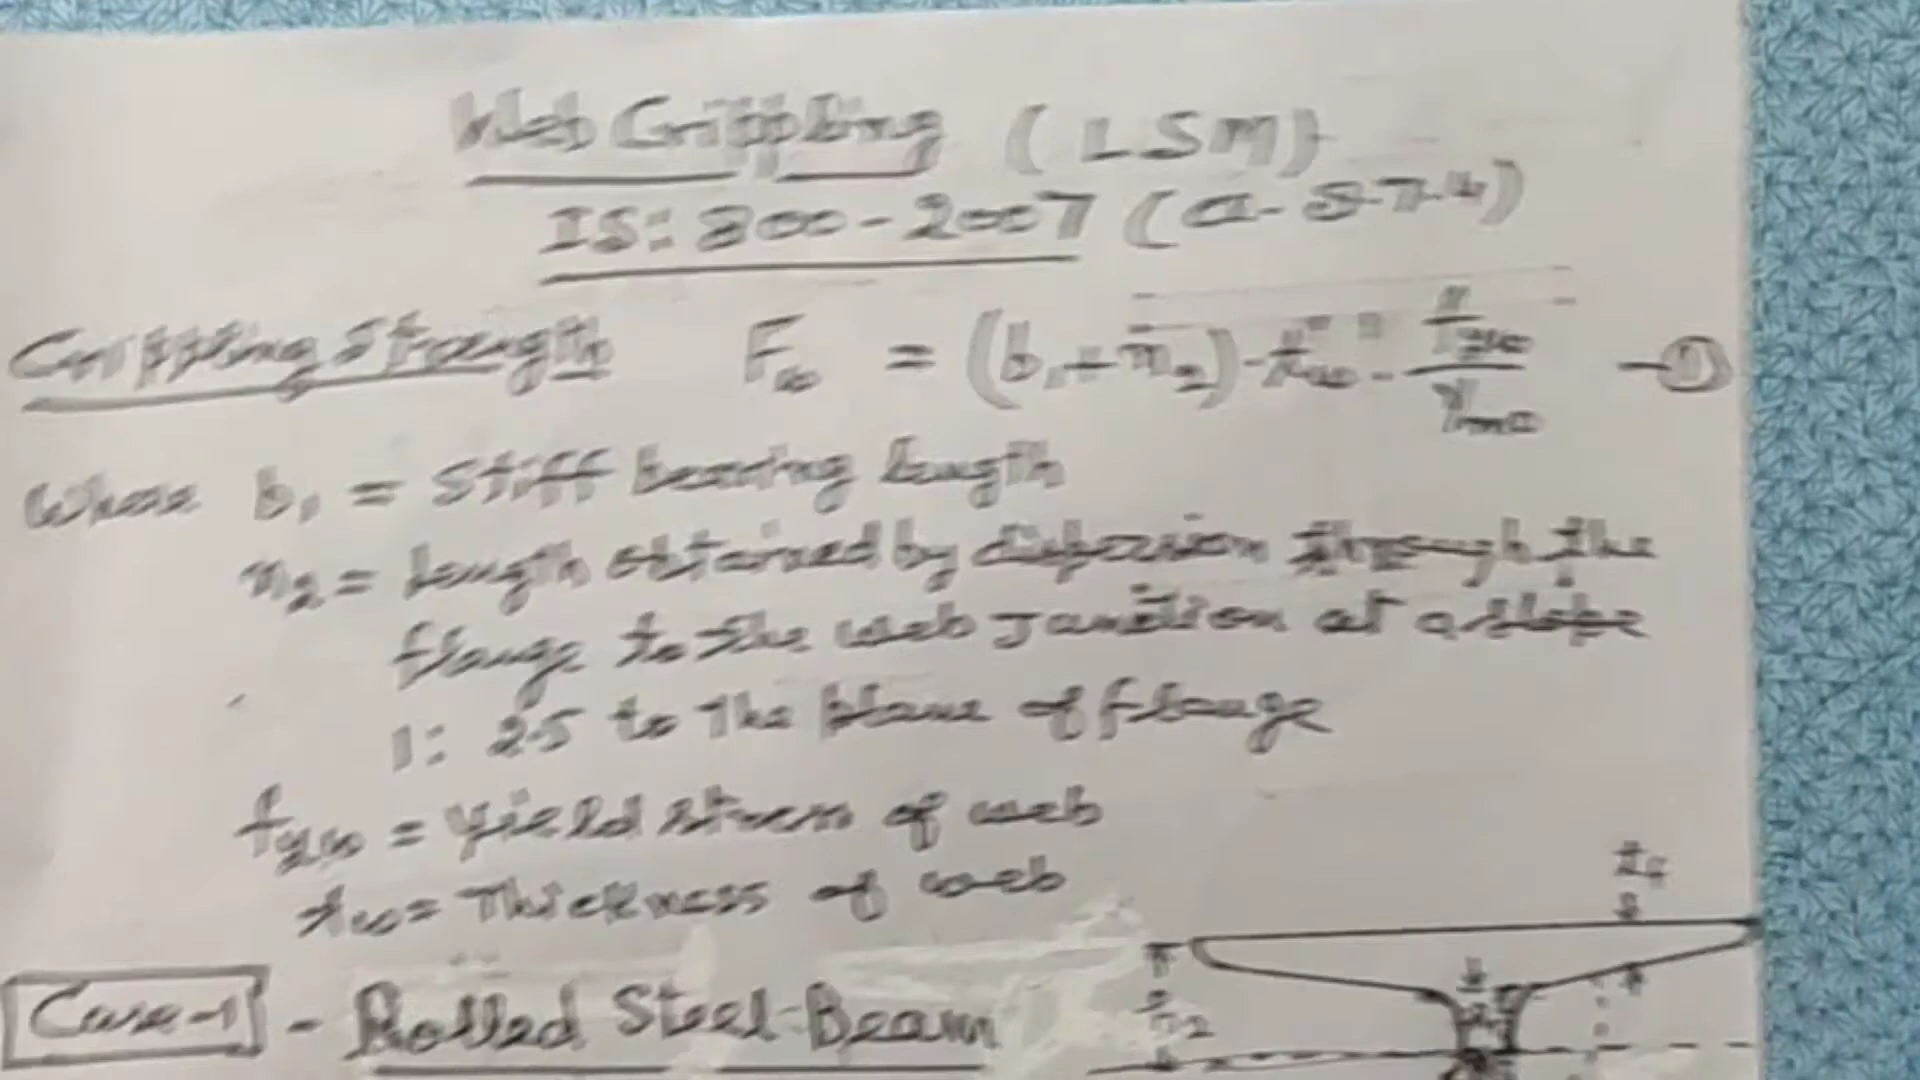 Web Crippling (LSM)
IS: 800-2007 (Cl-8.7.4)
Crippling Strength Fw = (b1 + n2) · tw · fyw / γmo —①
Where b1 = Stiff bearing length
n2 = length obtained by dispersion through the
flange to the web junction at a slope
1: 2.5 to the plane of flange
fyw = yield stress of web
tw = Thickness of web
Case-1 - Rolled Steel Beam
tf